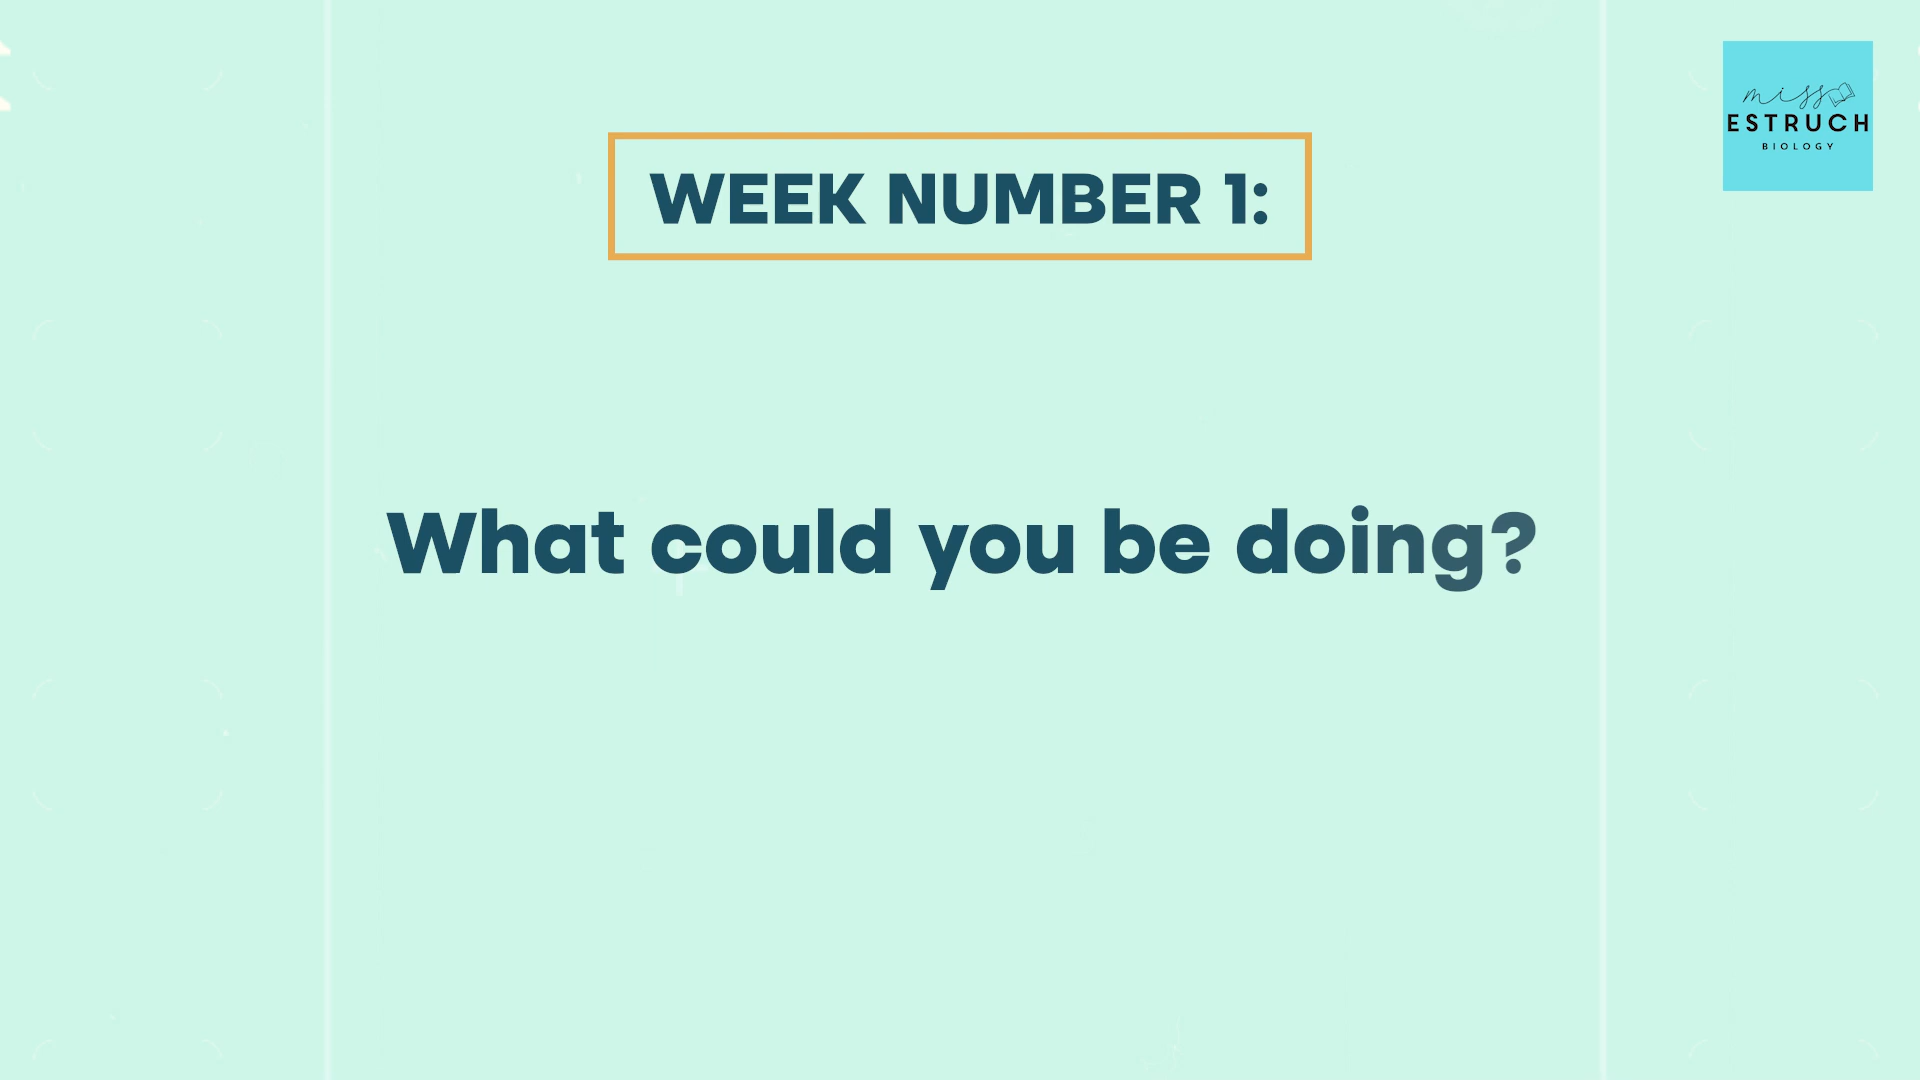 miss
ESTRUCH
BIOLOGY
WEEK NUMBER 1:
What could you be doing?